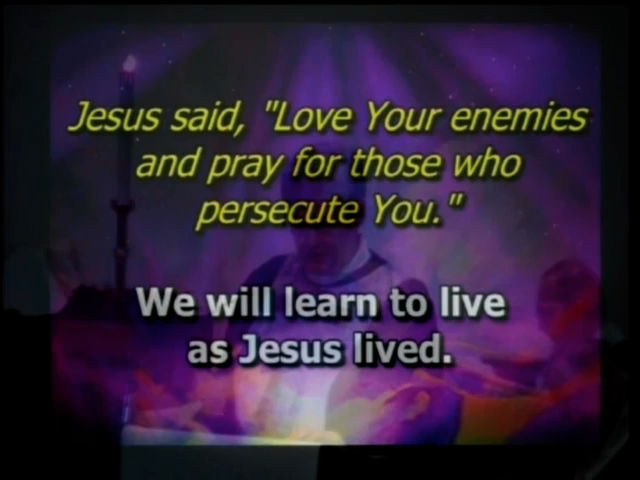 Jesus said, "Love Your enemies
and pray for those who
persecute You."
We will learn to live
as Jesus lived.